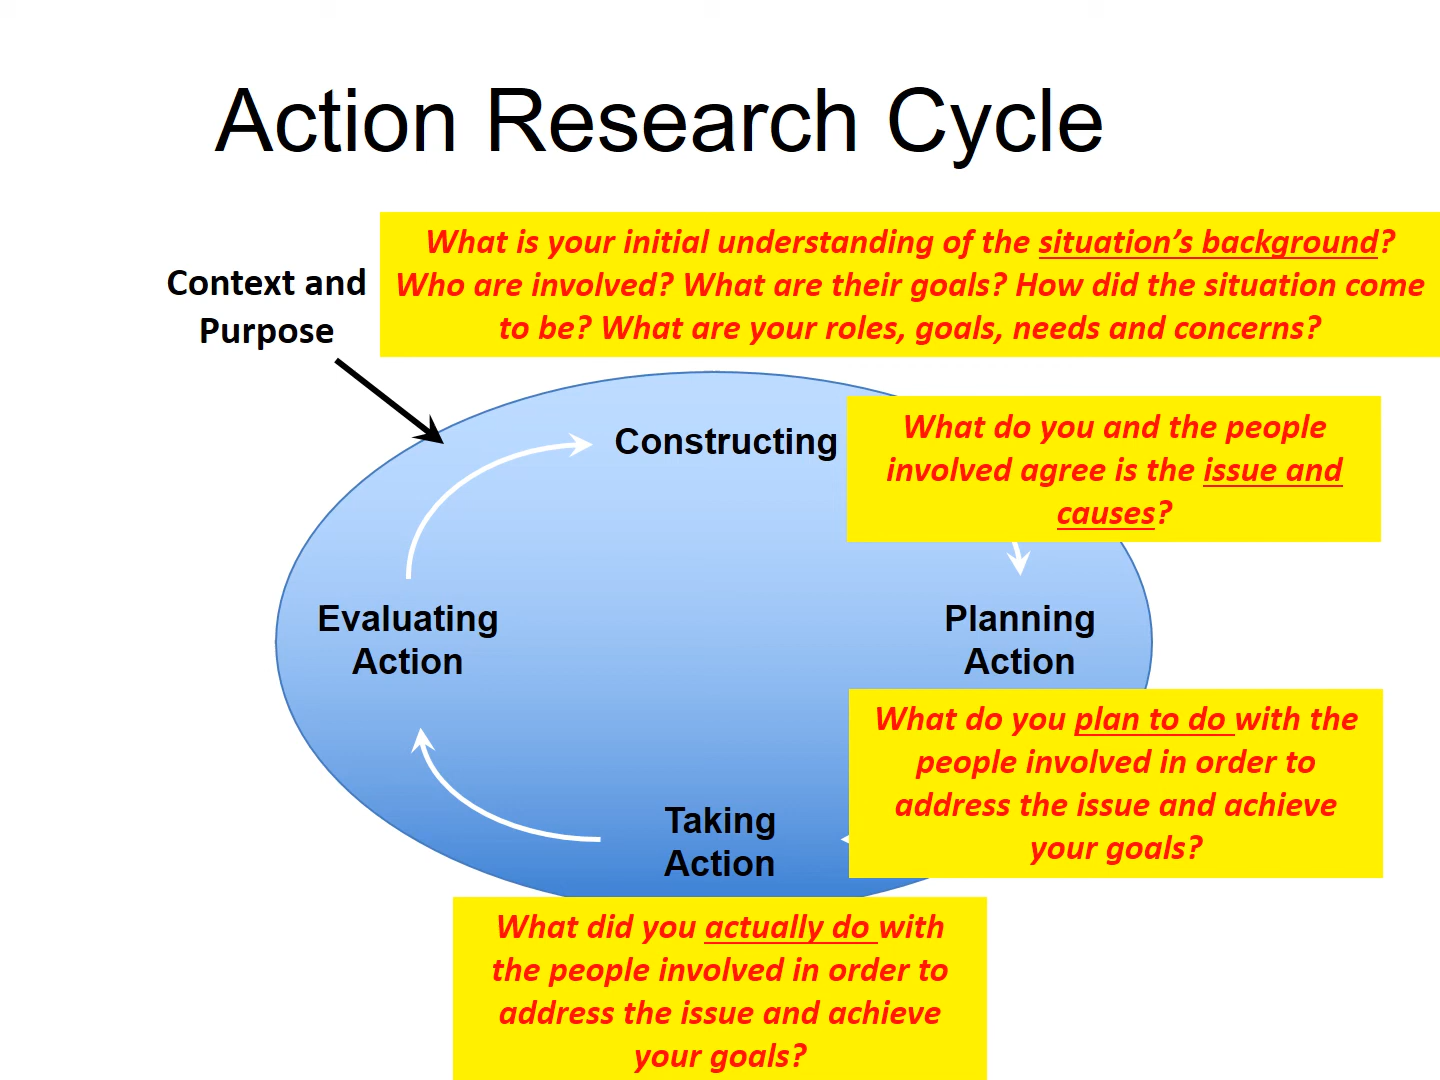 Action Research Cycle
Context and
Purpose
What is your initial understanding of the situation’s background?
Who are involved? What are their goals? How did the situation come
to be? What are your roles, goals, needs and concerns?
Constructing
What do you and the people
involved agree is the issue and
causes?
Evaluating
Action
Planning
Action
What do you plan to do with the
people involved in order to
address the issue and achieve
your goals?
Taking
Action
What did you actually do with
the people involved in order to
address the issue and achieve
your goals?